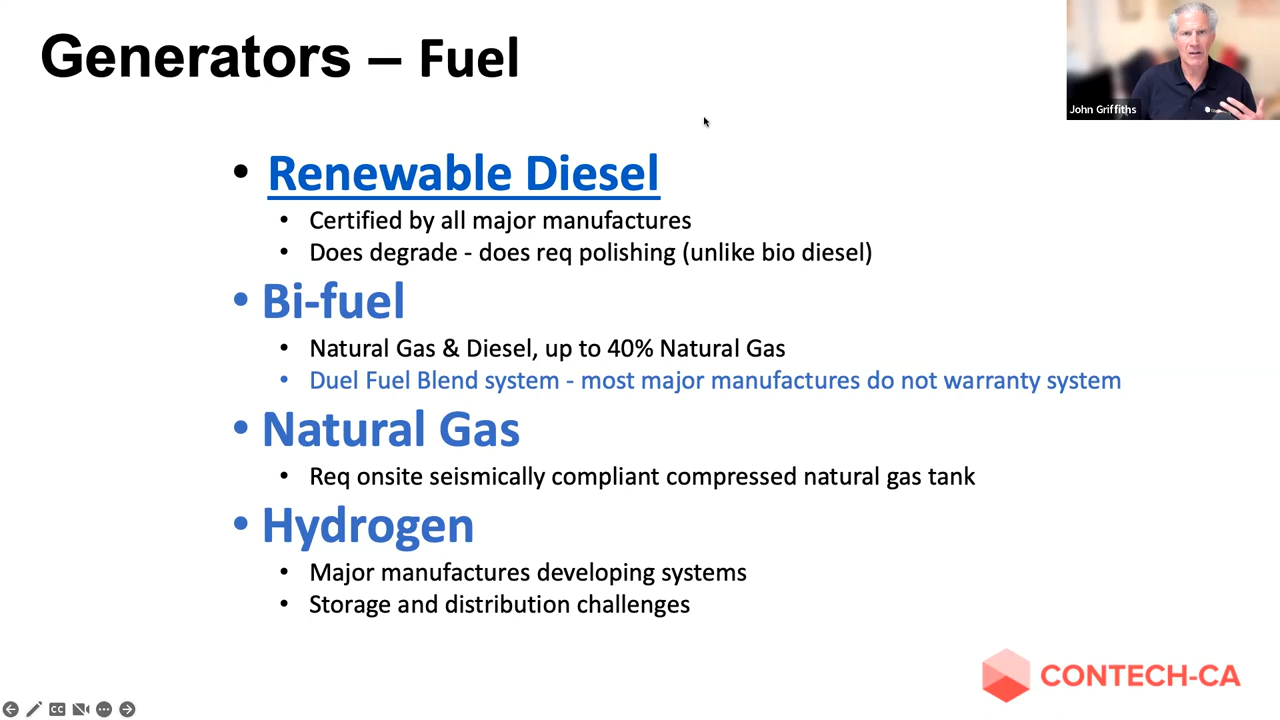 Generators – Fuel
John Griffiths
• Renewable Diesel
• Certified by all major manufactures
• Does degrade - does req polishing (unlike bio diesel)
• Bi-fuel
• Natural Gas & Diesel, up to 40% Natural Gas
• Duel Fuel Blend system - most major manufactures do not warranty system
• Natural Gas
• Req onsite seismically compliant compressed natural gas tank
• Hydrogen
• Major manufactures developing systems
• Storage and distribution challenges
CONTECH-CA
CC